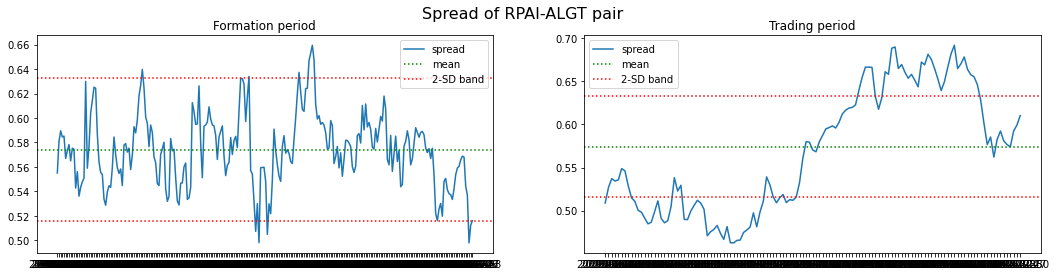 Spread of RPAI-ALGT pair
Formation period
0.66
0.64
0.62
0.60
0.58
0.56
0.54
0.52
0.50
spread
mean
2-SD band
Trading period
0.70
0.65
0.60
0.55
0.50
spread
mean
2-SD band